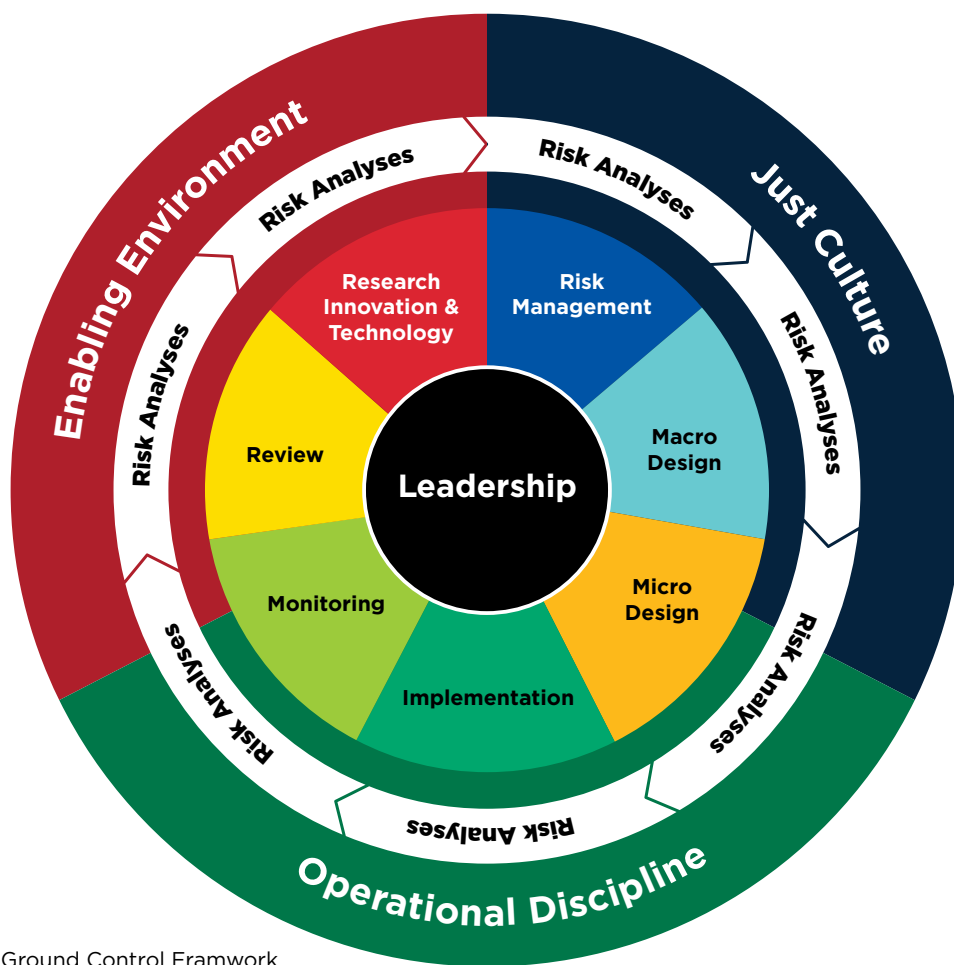 Enabling Environment
Just Culture
Operational Discipline
Risk Analyses
Risk Analyses
Risk Analyses
Risk Analyses
Risk Analyses
Risk Analyses
Risk Analyses
Research
Innovation &
Technology
Risk
Management
Macro
Design
Micro
Design
Implementation
Monitoring
Review
Leadership
Ground Control Framwork